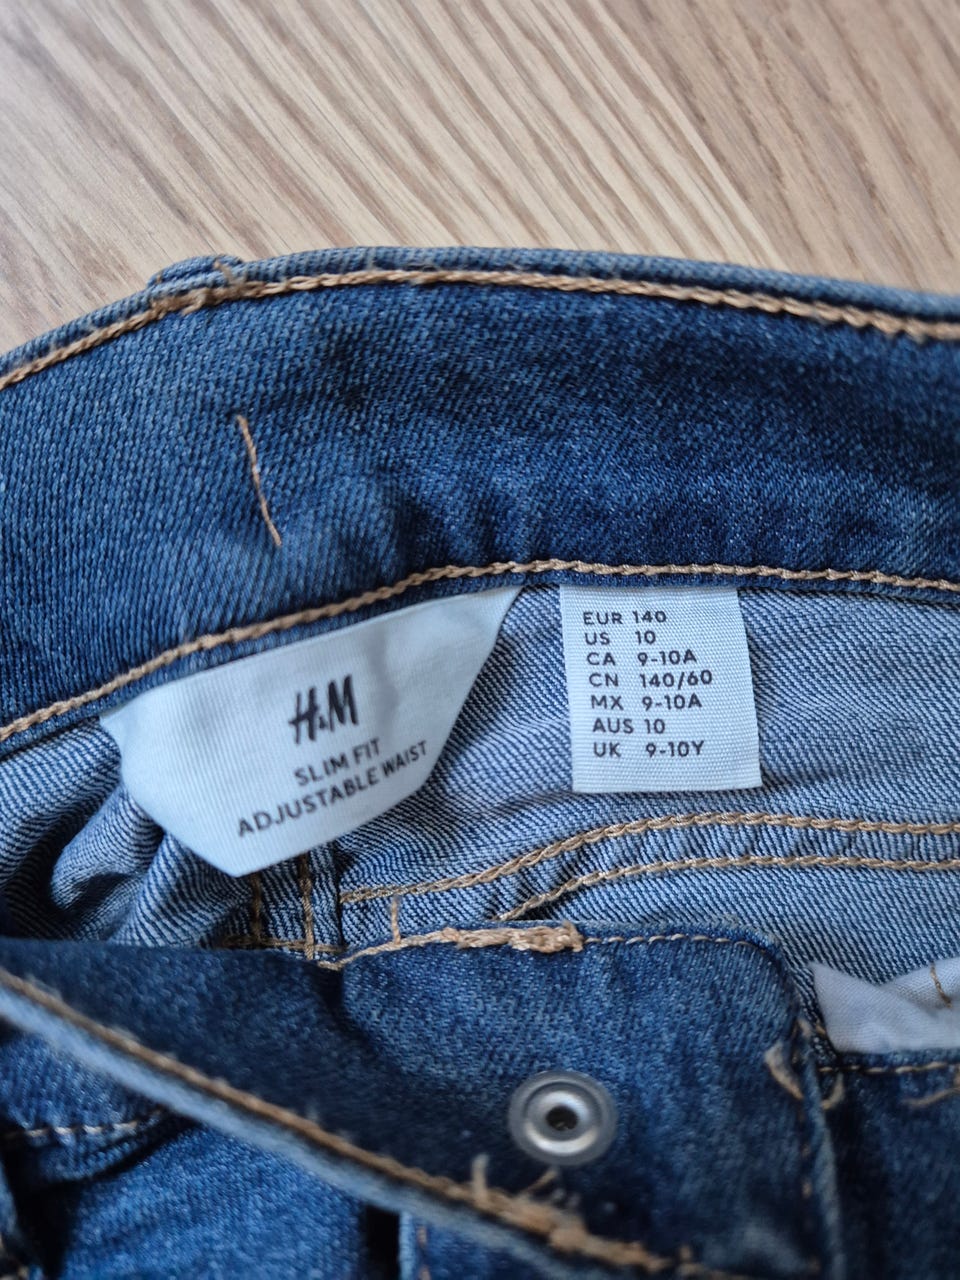 H&M
SLIM FIT
ADJUSTABLE WAIST
EUR 140
US 10
CA 9-10A
CN 140/60
MX 9-10A
AUS 10
UK 9-10Y